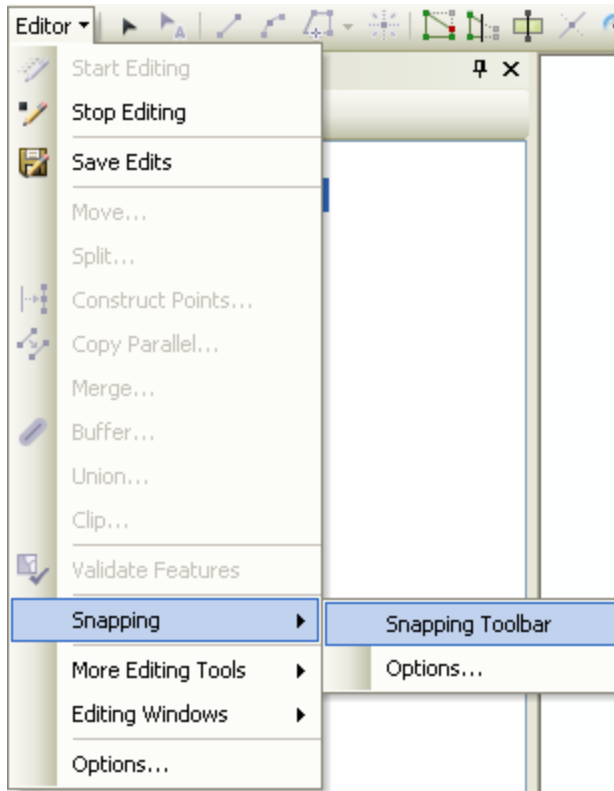 Editor
Start Editing
Stop Editing
Save Edits
Move...
Split...
Construct Points...
Copy Parallel...
Merge...
Buffer...
Union...
Clip...
Validate Features
Snapping
Snapping Toolbar
More Editing Tools
Options...
Editing Windows
Options...